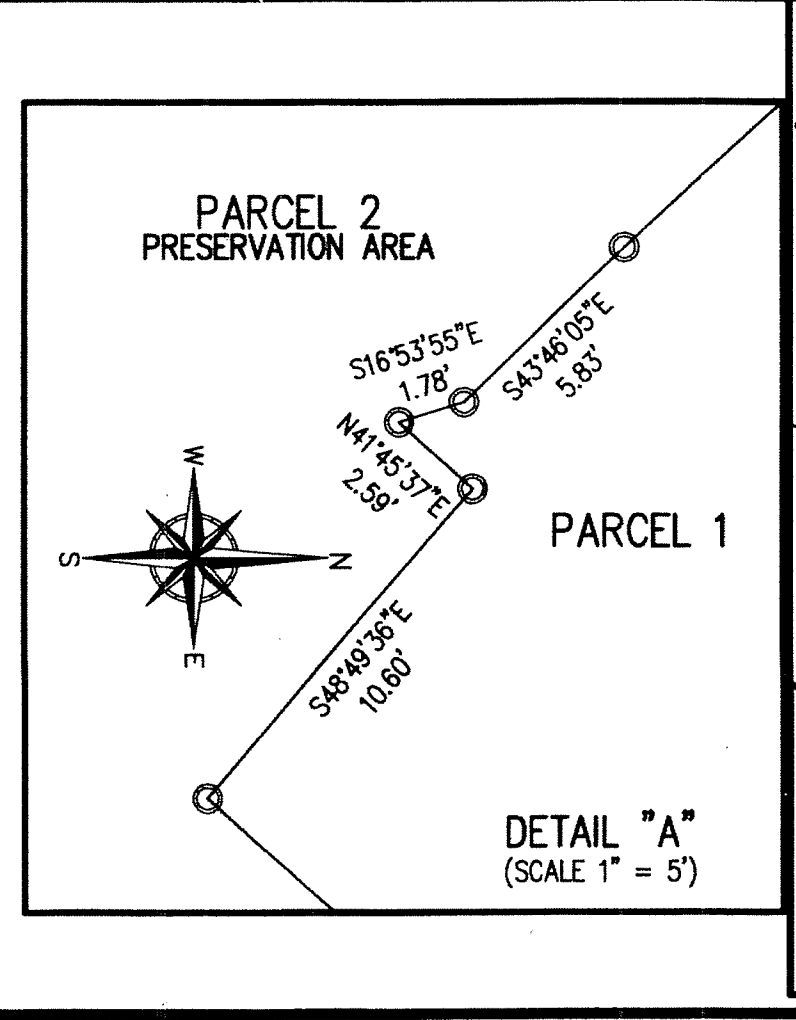 PARCEL 2
PRESERVATION AREA
S16°53'55"E
1.78'
S43°46'05"E
5.83'
N41°45'37"E
2.59'
W
S
N
E
PARCEL 1
S48°49'36"E
10.60'
DETAIL "A"
(SCALE 1" = 5')